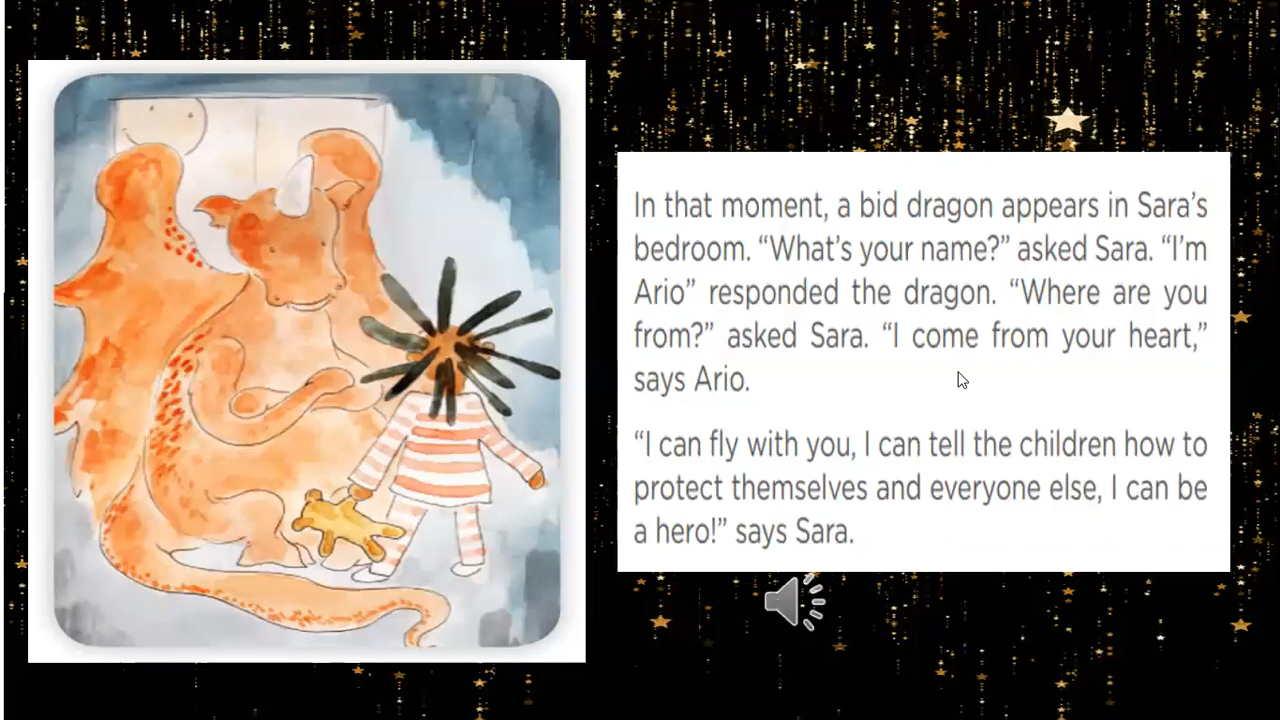 In that moment, a bid dragon appears in Sara’s
bedroom. “What’s your name?” asked Sara. “I’m
Ario” responded the dragon. “Where are you
from?” asked Sara. “I come from your heart,”
says Ario.
“I can fly with you, I can tell the children how to
protect themselves and everyone else, I can be
a hero!” says Sara.